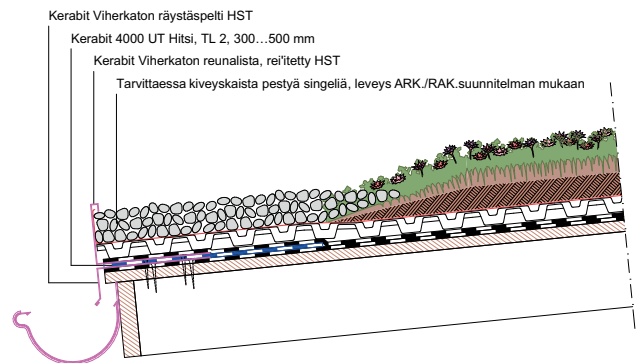 Kerabit Viherkaton räystäspelti HST
Kerabit 4000 UT Hitsi, TL 2, 300…500 mm
Kerabit Viherkaton reunalista, rei'itetty HST
Tarvittaessa kiveyskaista pestyä singeliä, leveys ARK./RAK.suunnitelman mukaan